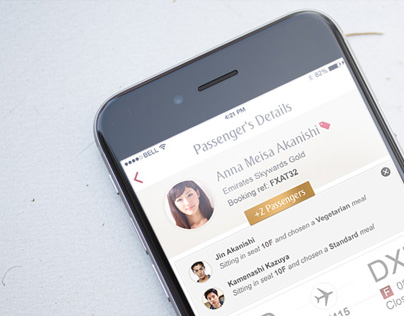 ●●●●○ BELL
4:21 PM
82%
Passenger's Details
Anna Meisa Akanishi
Emirates Skywards Gold
Booking ref: FXAT32
+2 Passengers
Jin Akanishi
Sitting in seat 10F and chosen a Vegetarian meal
Kamenashi Kazuya
Sitting in seat 10F and chosen a Standard meal
F
Clos